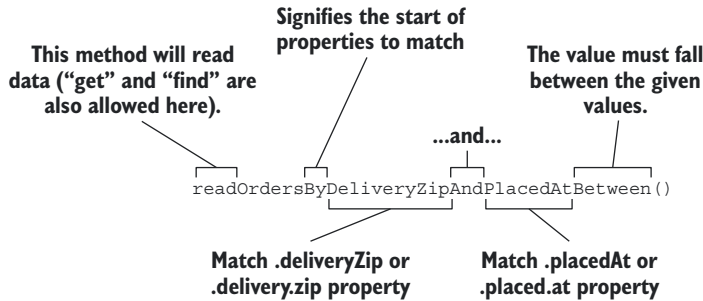 Signifies the start of
properties to match
This method will read
data (“get” and “find” are
also allowed here).
The value must fall
between the given
values.
...and...
readOrdersByDeliveryZipAndPlacedAtBetween()
Match .deliveryZip or
.delivery.zip property
Match .placedAt or
.placed.at property